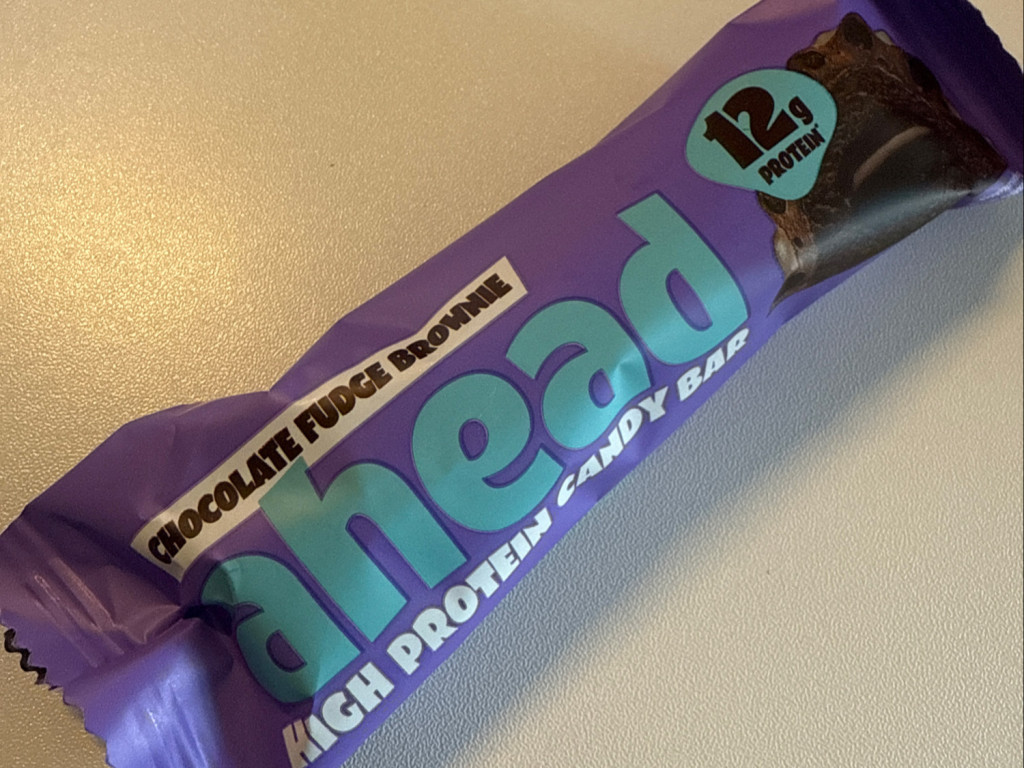 12g
PROTEIN*
CHOCOLATE FUDGE BROWNIE
ahead
HIGH PROTEIN CANDY BAR